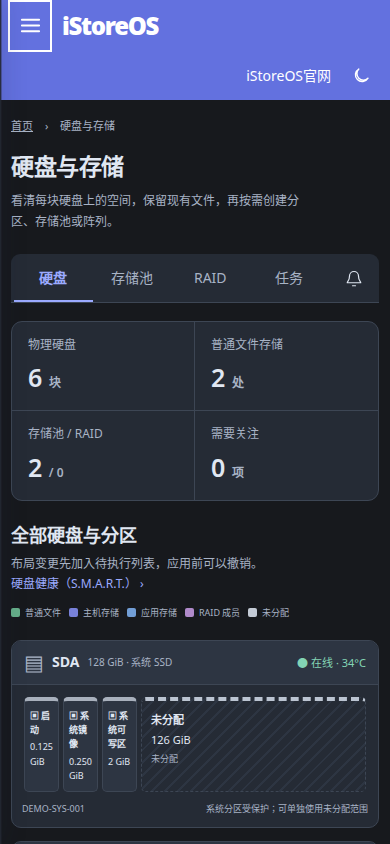 iStoreOS
iStoreOS官网
首页 › 硬盘与存储
硬盘与存储
看清每块硬盘上的空间，保留现有文件，再按需创建分
区、存储池或阵列。
硬盘 存储池 RAID 任务
物理硬盘 普通文件存储
6 块 2 处
存储池 / RAID 需要关注
2 / 0 0 项
全部硬盘与分区
布局变更先加入待执行列表，应用前可以撤销。
硬盘健康（S.M.A.R.T.） ›
普通文件 主机存储 应用存储 RAID 成员 未分配
SDA 128 GiB · 系统 SSD 在线 · 34°C
启
动
0.125
GiB
系
统镜
像
0.250
GiB
系
统可
写区
2 GiB
未分配
126 GiB
未分配
DEMO-SYS-001 系统分区受保护；可单独使用未分配范围